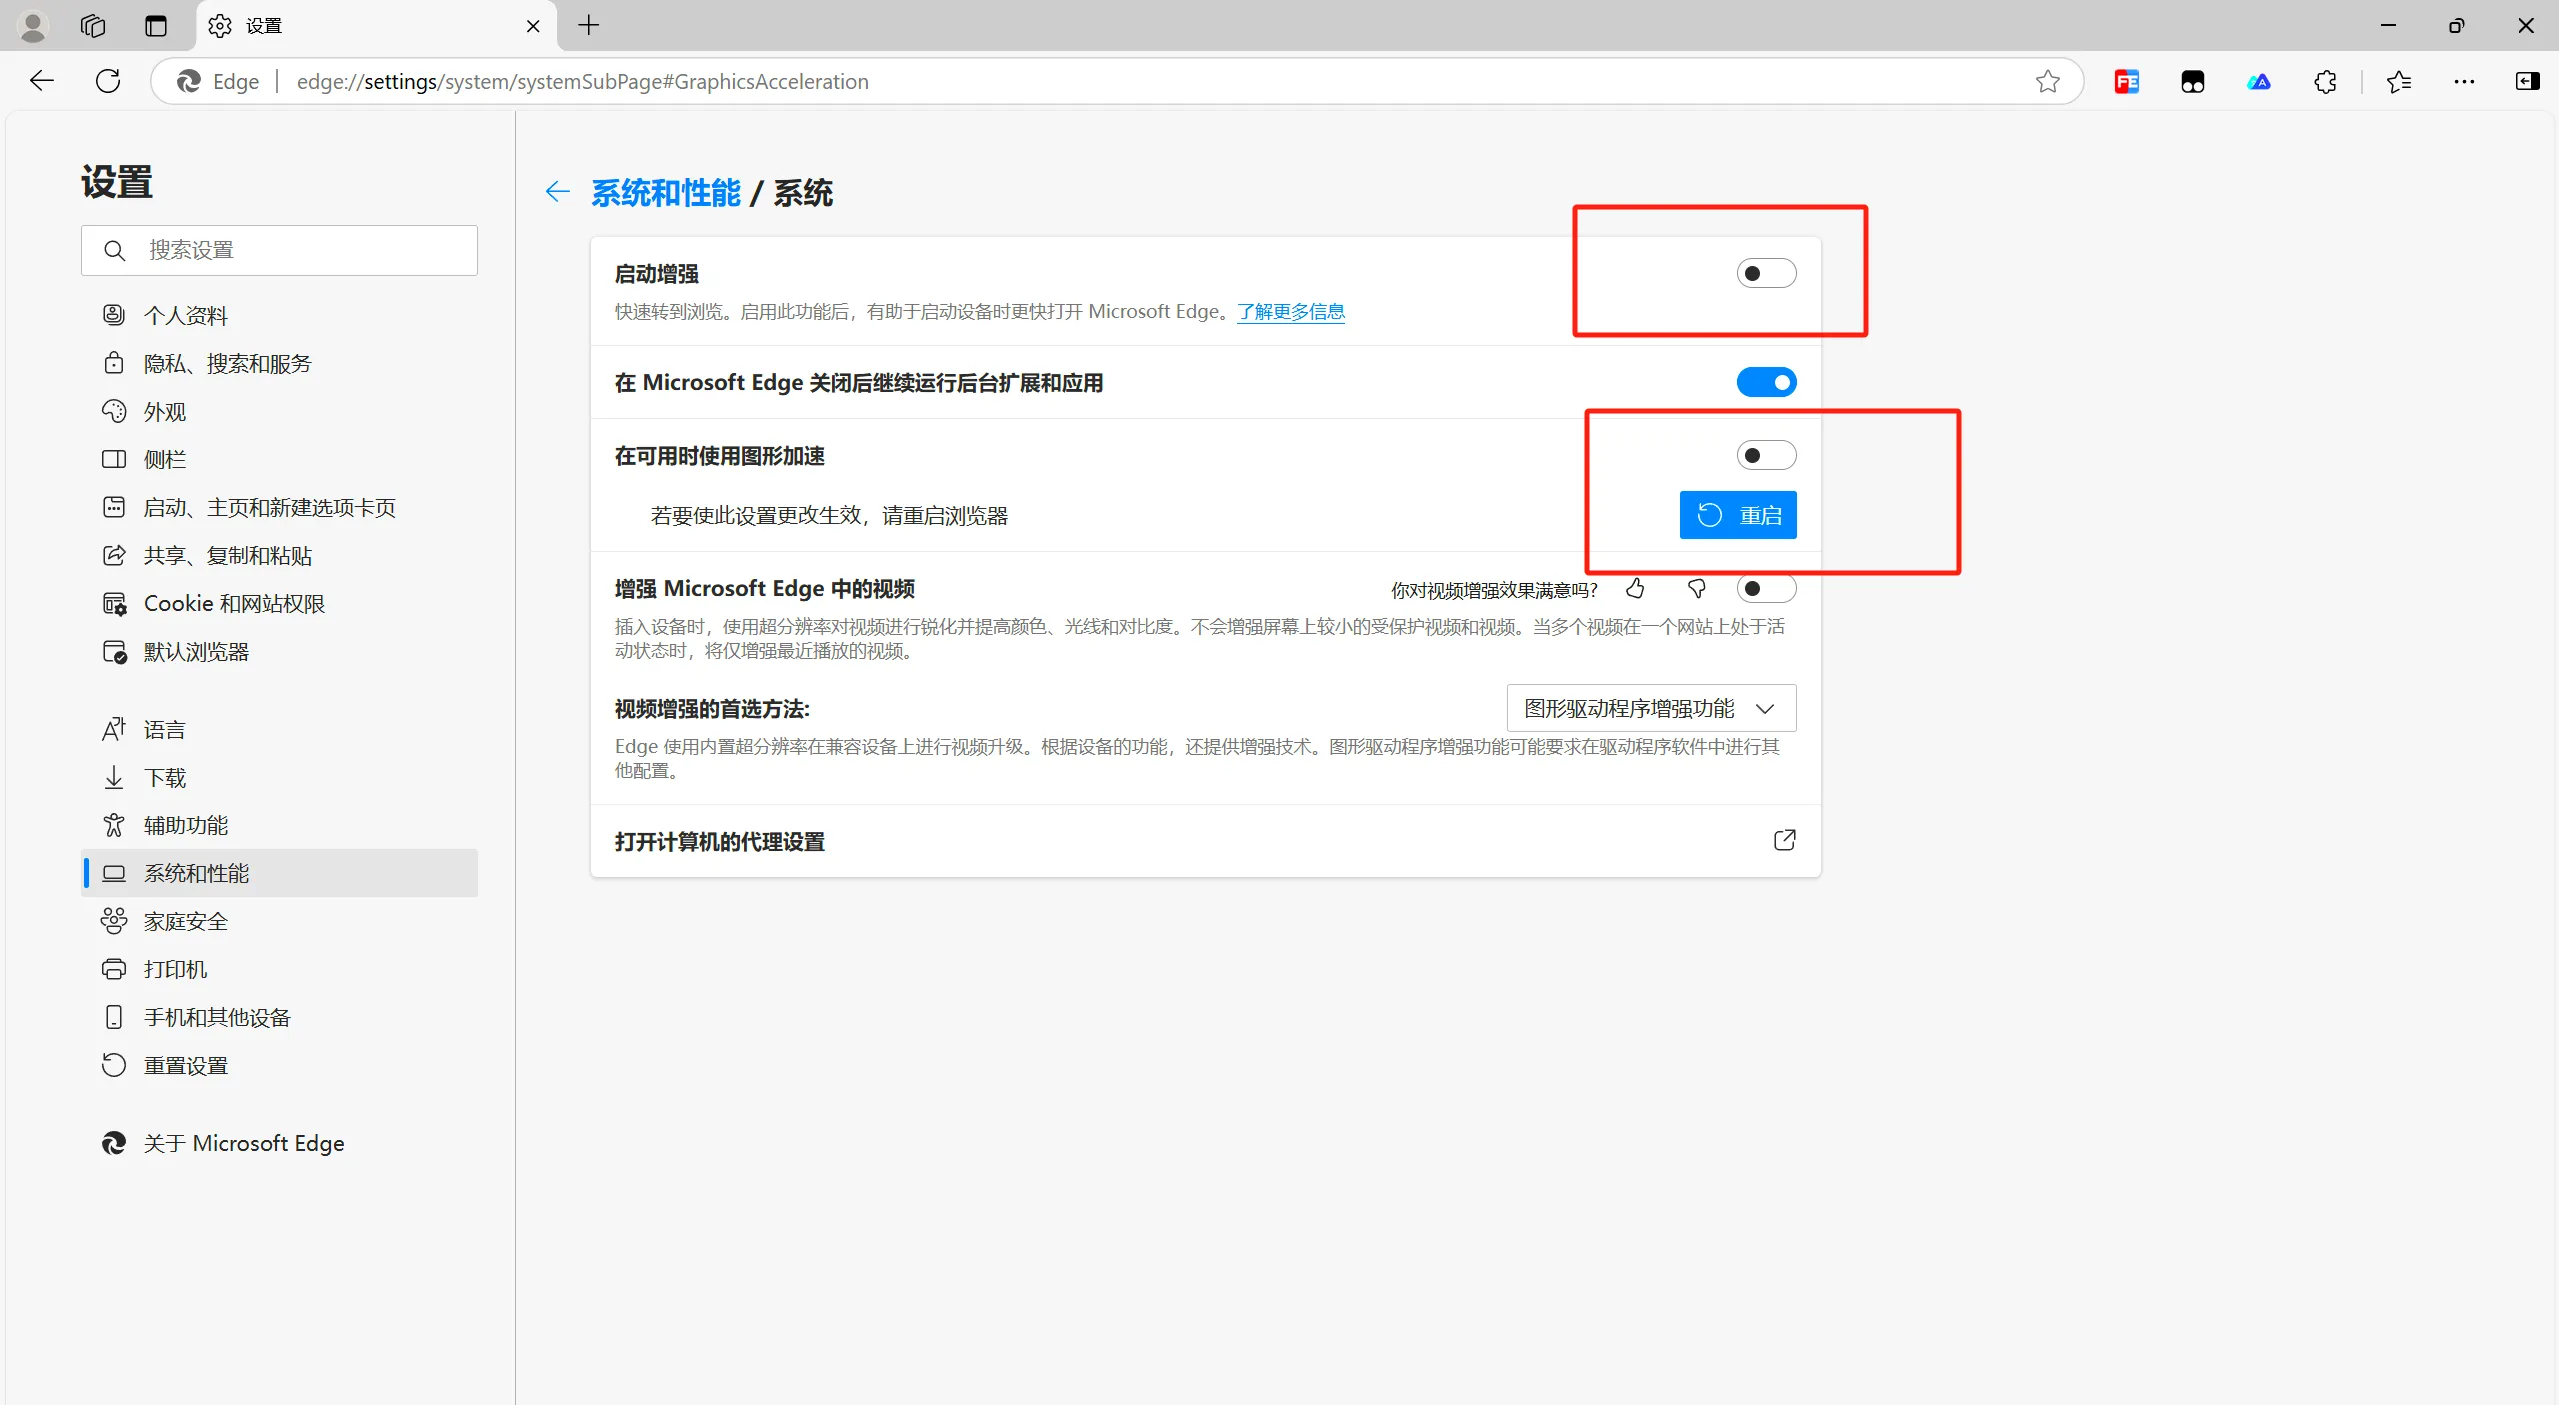 设置
Edge
edge://settings/system/systemSubPage#GraphicsAcceleration
FE
A
设置
搜索设置
个人资料
隐私、搜索和服务
外观
侧栏
启动、主页和新建选项卡页
共享、复制和粘贴
Cookie 和网站权限
默认浏览器
语言
下载
辅助功能
系统和性能
家庭安全
打印机
手机和其他设备
重置设置
关于 Microsoft Edge
系统和性能 / 系统
启动增强
快速转到浏览。启用此功能后，有助于启动设备时更快打开 Microsoft Edge。了解更多信息
在 Microsoft Edge 关闭后继续运行后台扩展和应用
在可用时使用图形加速
若要使此设置更改生效，请重启浏览器
重启
增强 Microsoft Edge 中的视频
你对视频增强效果满意吗?
插入设备时，使用超分辨率对视频进行锐化并提高颜色、光线和对比度。不会增强屏幕上较小的受保护视频和视频。当多个视频在一个网站上处于活
动状态时，将仅增强最近播放的视频。
视频增强的首选方法:
图形驱动程序增强功能
Edge 使用内置超分辨率在兼容设备上进行视频升级。根据设备的功能，还提供增强技术。图形驱动程序增强功能可能要求在驱动程序软件中进行其
他配置。
打开计算机的代理设置